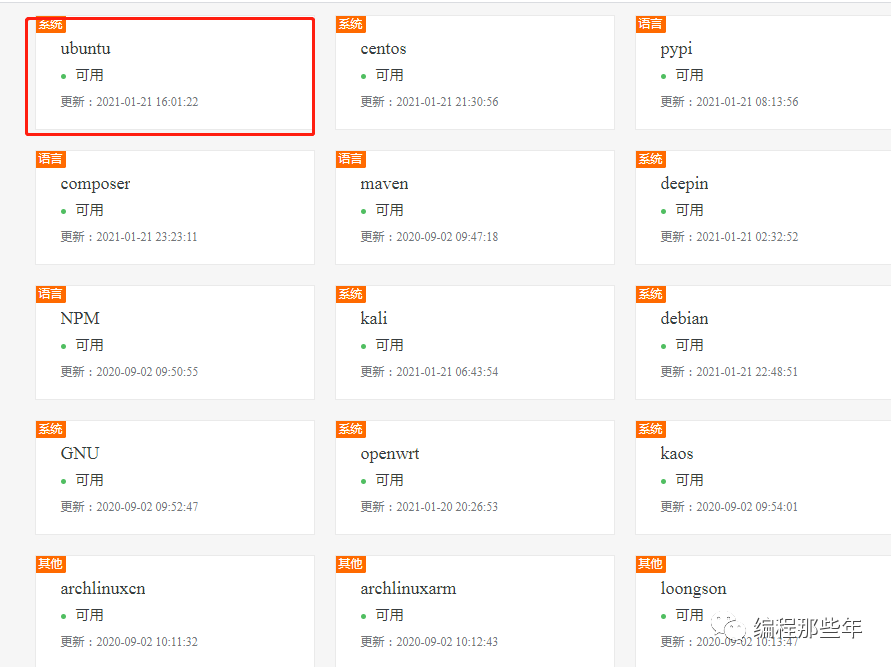 系统
ubuntu
可用
更新：2021-01-21 16:01:22
系统
centos
可用
更新：2021-01-21 21:30:56
语言
pypi
可用
更新：2021-01-21 08:13:56
语言
composer
可用
更新：2021-01-21 23:23:11
语言
maven
可用
更新：2020-09-02 09:47:18
系统
deepin
可用
更新：2021-01-21 02:32:52
语言
NPM
可用
更新：2020-09-02 09:50:55
系统
kali
可用
更新：2021-01-21 06:43:54
系统
debian
可用
更新：2021-01-21 22:48:51
系统
GNU
可用
更新：2020-09-02 09:52:47
系统
openwrt
可用
更新：2021-01-20 20:26:53
系统
kaos
可用
更新：2020-09-02 09:54:01
其他
archlinuxcn
可用
更新：2020-09-02 10:11:32
其他
archlinuxarm
可用
更新：2020-09-02 10:12:43
其他
loongson
可用
更新：2020-09-02 10:13:47
编程那些年